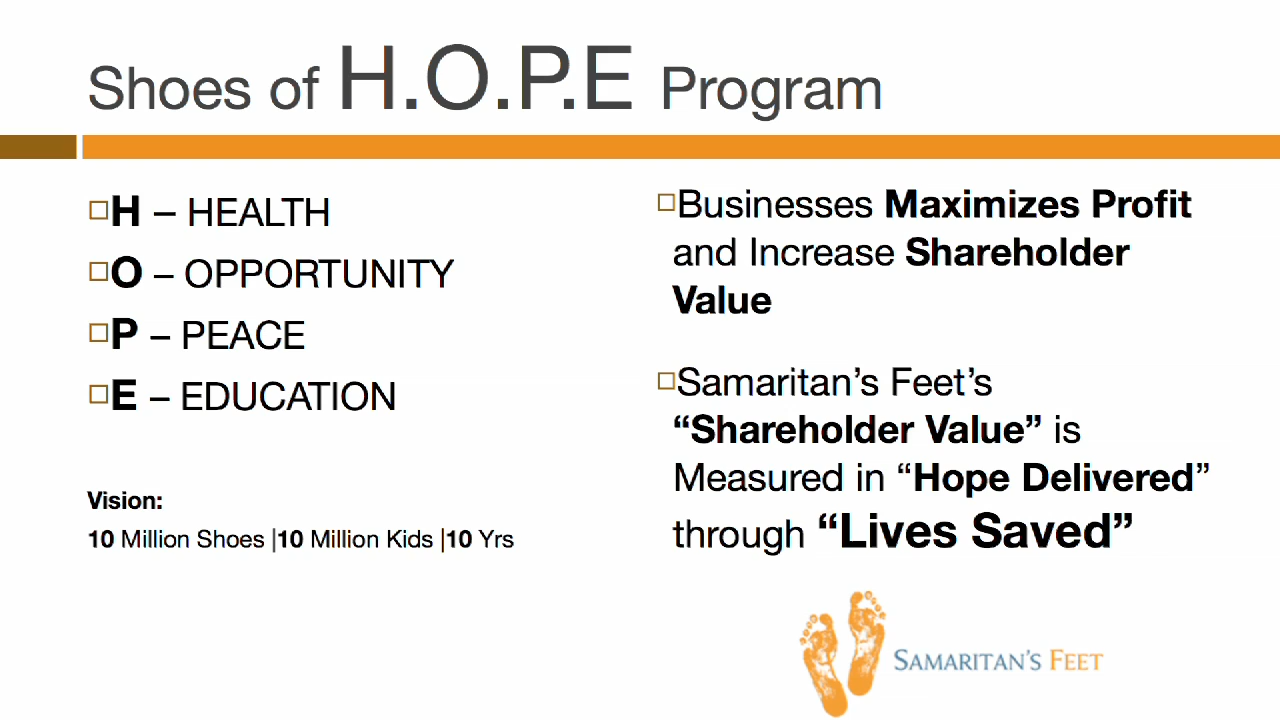 Shoes of H.O.P.E Program
H – HEALTH
O – OPPORTUNITY
P – PEACE
E – EDUCATION
Vision:
10 Million Shoes |10 Million Kids |10 Yrs
Businesses Maximizes Profit
and Increase Shareholder
Value
Samaritan’s Feet’s
“Shareholder Value” is
Measured in “Hope Delivered”
through “Lives Saved”
SAMARITAN’S FEET